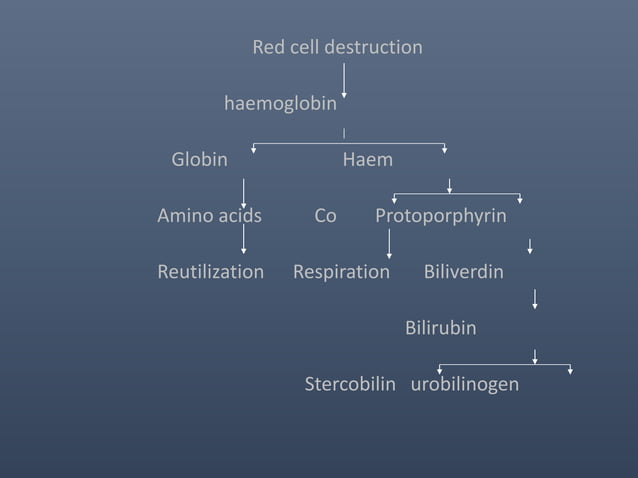 Red cell destruction
haemoglobin
Globin Haem
Amino acids Co Protoporphyrin
Reutilization Respiration Biliverdin
Bilirubin
Stercobilin urobilinogen